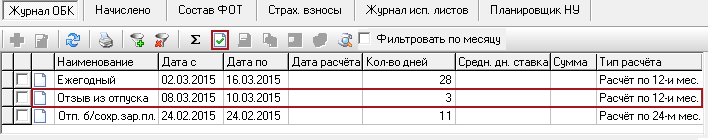 Журнал ОБК Начислено Состав ФОТ Страх. взносы Журнал исп. листов Планировщик НУ
Σ Фильтровать по месяцу
Наименование Дата с Дата по Дата расчёта Кол-во дней Средн. дн. ставка Сумма Тип расчёта
Ежегодный 02.03.2015 16.03.2015 28 Расчёт по 12-и мес.
Отзыв из отпуска 08.03.2015 10.03.2015 3 Расчёт по 12-и мес.
Отп. б/сохр.зар.пл. 24.02.2015 24.02.2015 11 Расчёт по 24-м мес.